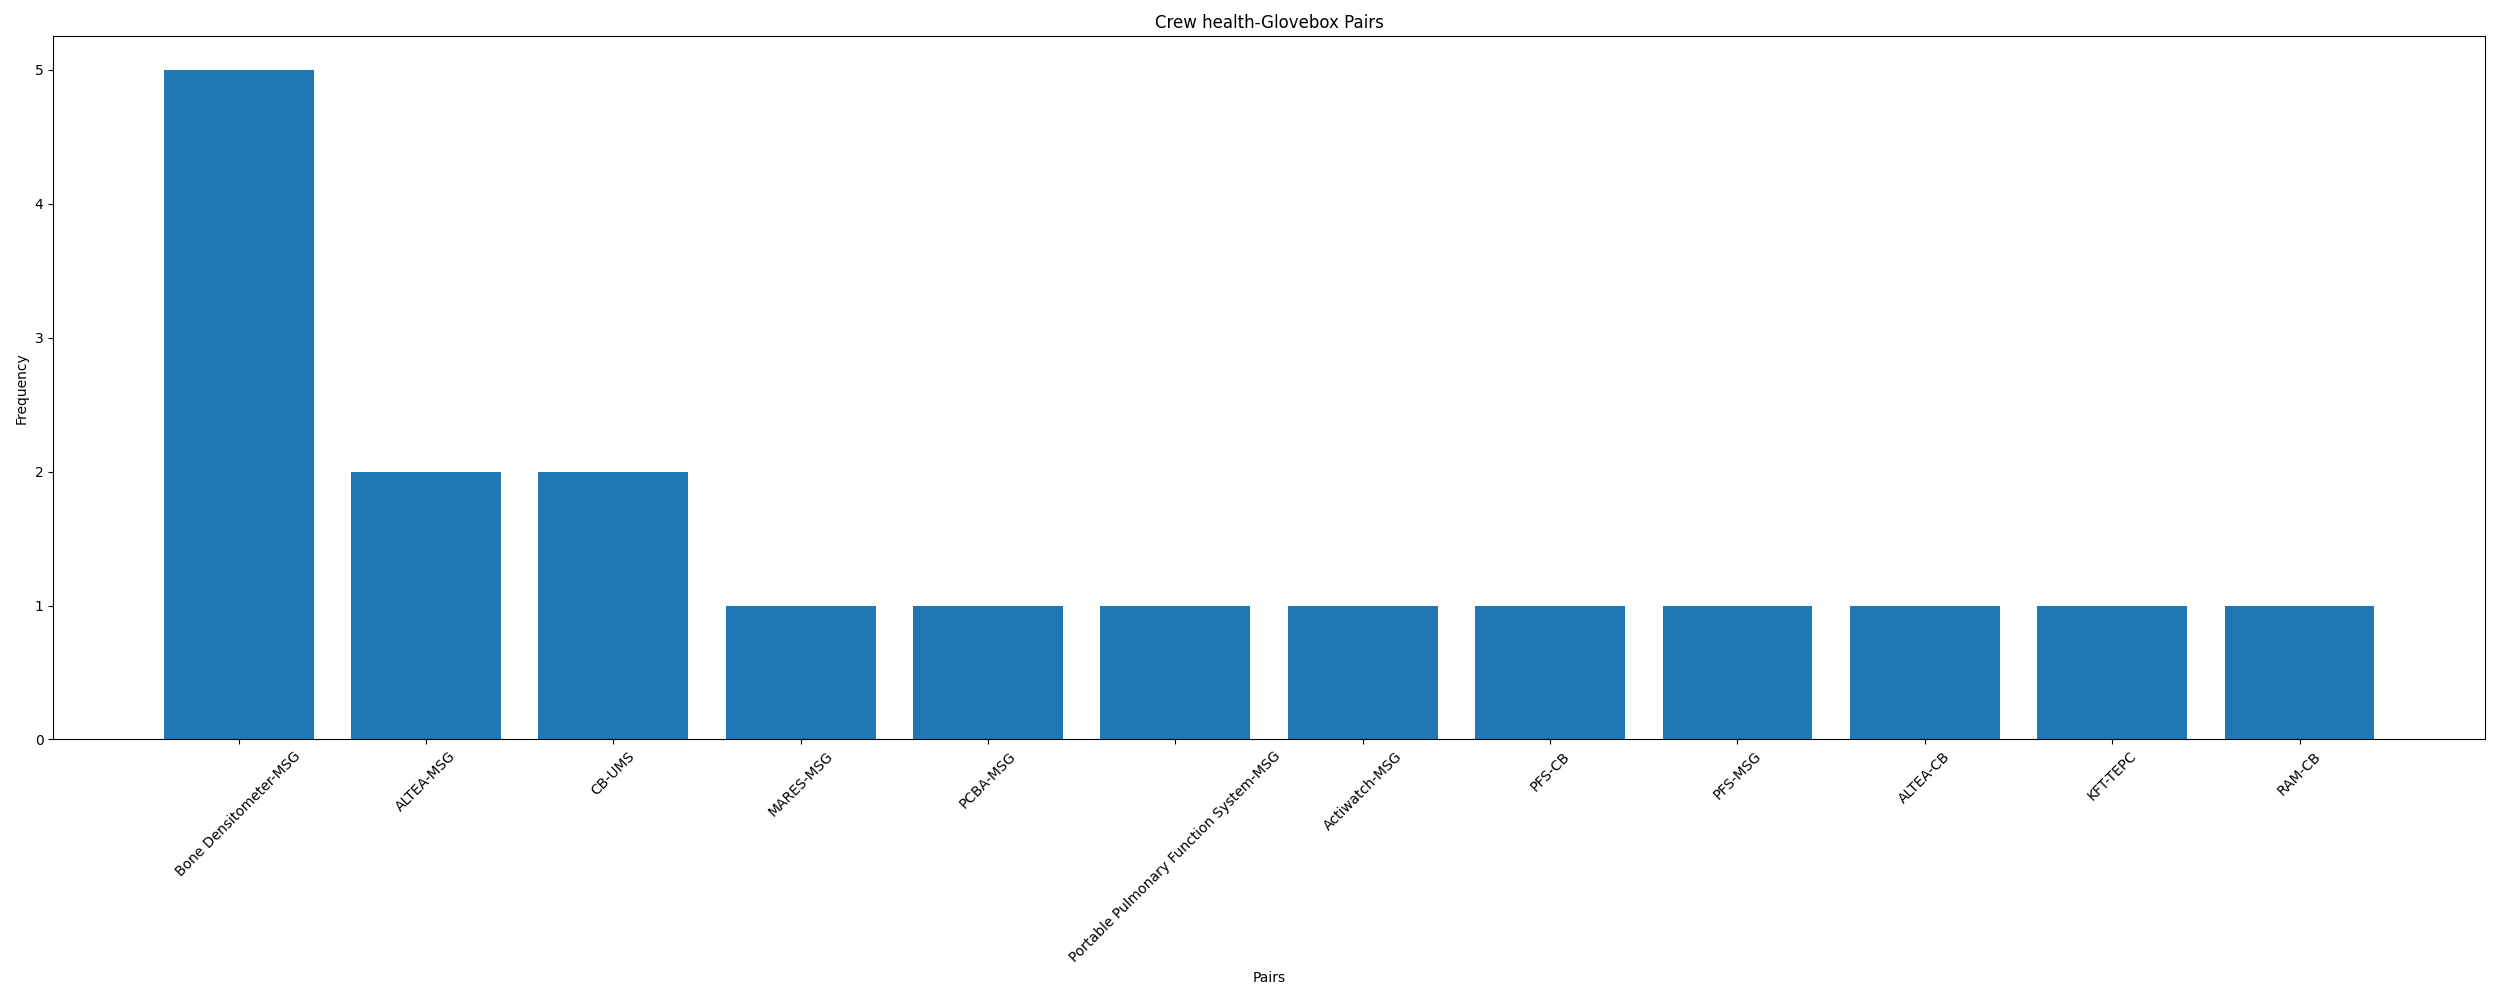 Crew health-Glovebox Pairs
Frequency
5
4
3
2
1
0
Bone Densitometer-MSG
ALTEA-MSG
CB-UMS
MARES-MSG
PCBA-MSG
Portable Pulmonary Function System-MSG
Actiwatch-MSG
PFS-CB
PFS-MSG
ALTEA-CB
KFT-TEPC
RAM-CB
Pairs